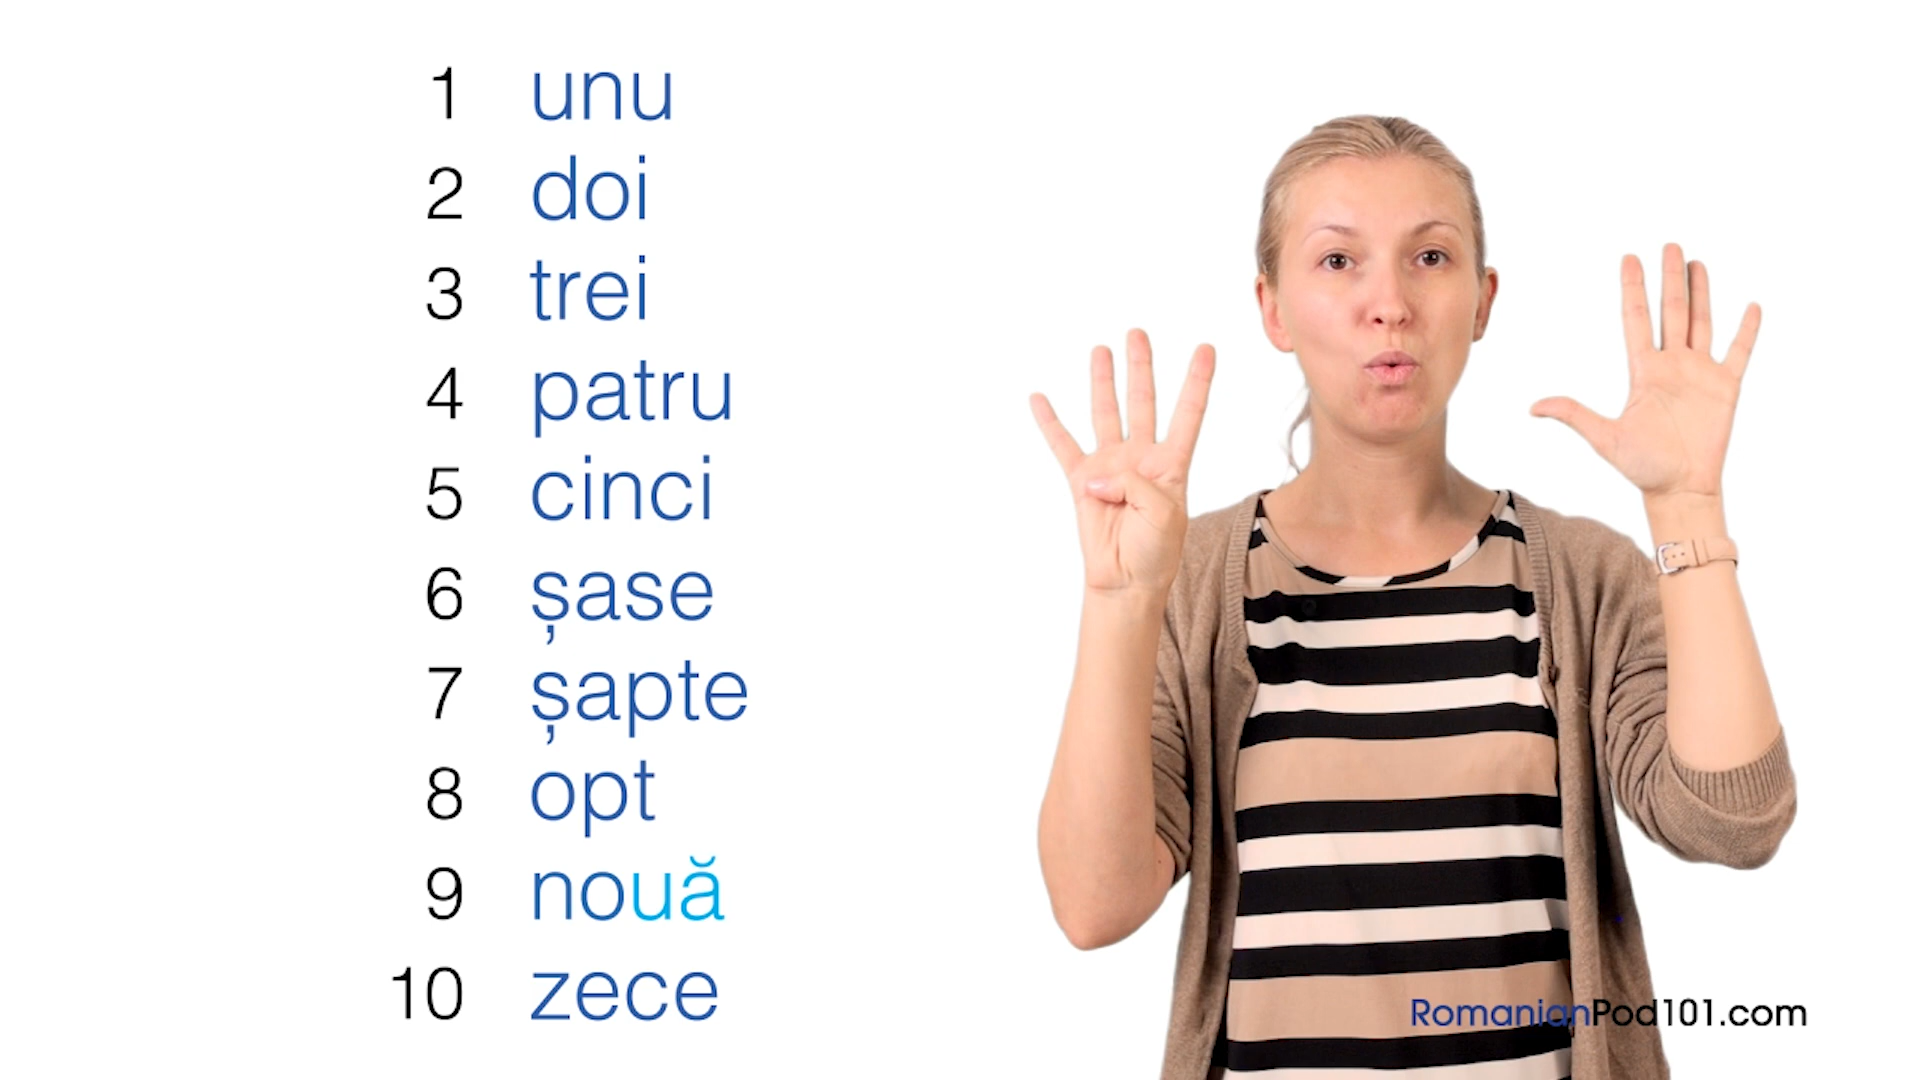 1 unu
2 doi
3 trei
4 patru
5 cinci
6 șase
7 șapte
8 opt
9 nouă
10 zece
RomanianPod101.com